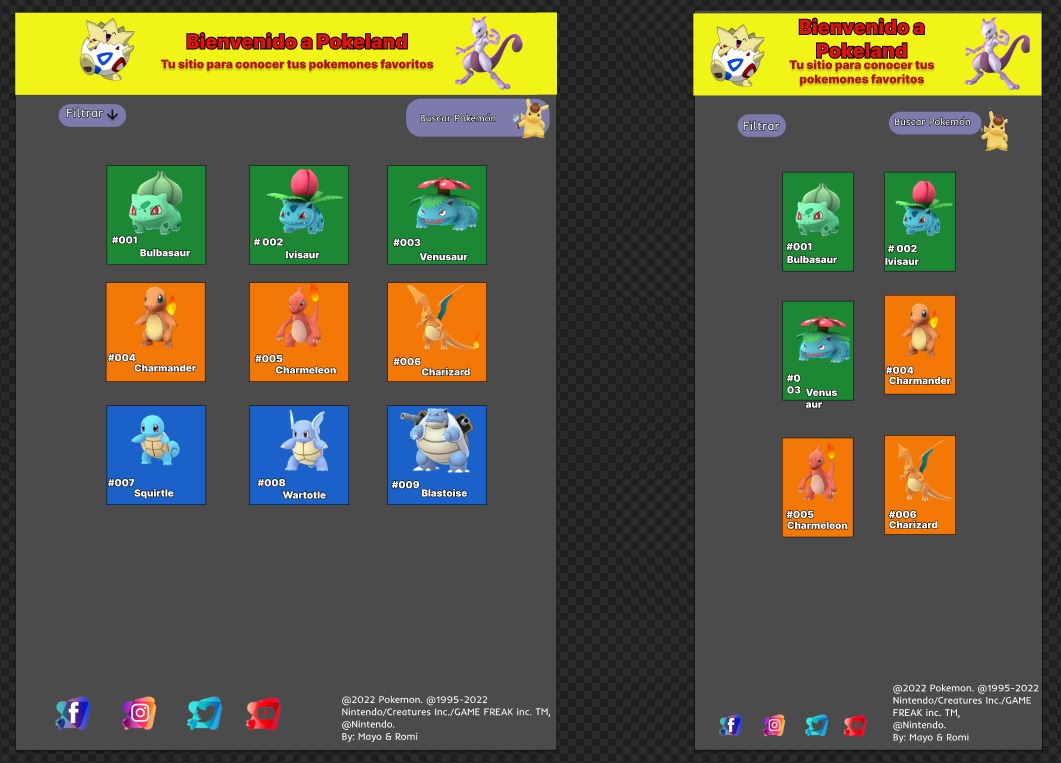 Bienvenido a Pokeland
Tu sitio para conocer tus pokemones favoritos
Filtrar
Buscar Pokemón
#001
Bulbasaur
# 002
Ivisaur
#003
Venusaur
#004
Charmander
#005
Charmeleon
#006
Charizard
#007
Squirtle
#008
Wartotle
#009
Blastoise
@2022 Pokemon. @1995-2022
Nintendo/Creatures Inc./GAME FREAK inc. TM,
@Nintendo.
By: Mayo & Romi
Bienvenido a
Pokeland
Tu sitio para conocer tus
pokemones favoritos
Filtrar
Buscar Pokemón
#001
Bulbasaur
# 002
Ivisaur
#0
03 Venus
aur
#004
Charmander
#005
Charmeleon
#006
Charizard
@2022 Pokemon. @1995-2022
Nintendo/Creatures Inc./GAME
FREAK inc. TM,
@Nintendo.
By: Mayo & Romi